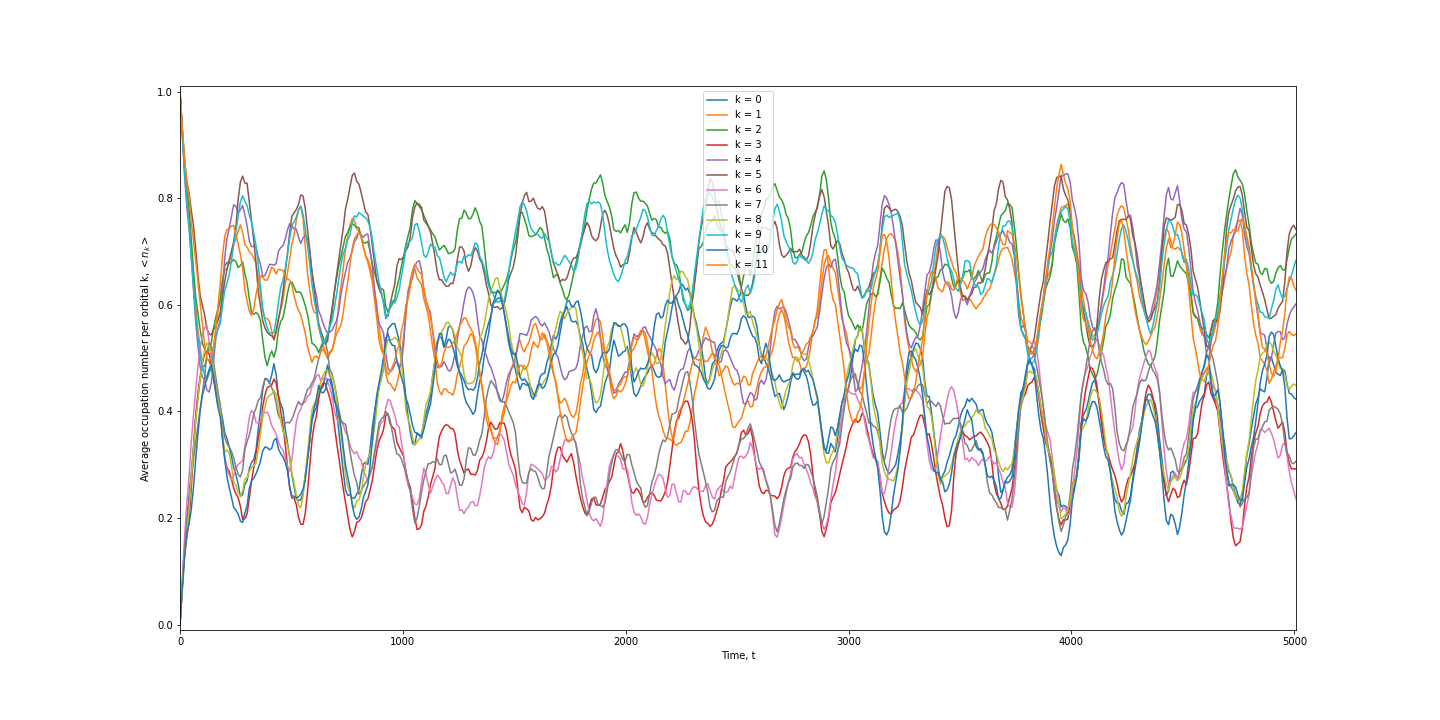 1.0
0.8
0.6
0.4
0.2
0.0
Average occupation number per orbital k, < n_k >
k = 0
k = 1
k = 2
k = 3
k = 4
k = 5
k = 6
k = 7
k = 8
k = 9
k = 10
k = 11
0 1000 2000 3000 4000 5000
Time, t